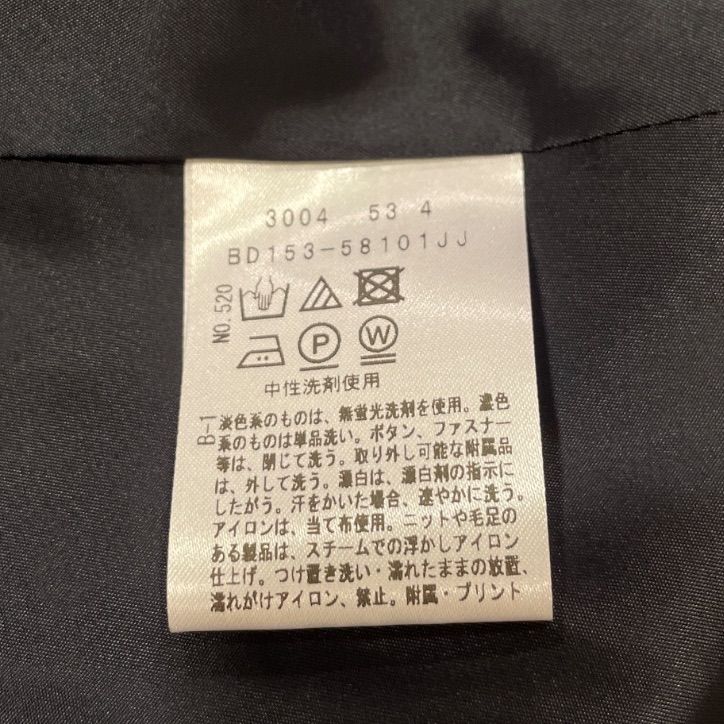 3004 53 4
BD153-58101JJ
NO.520
P
W
中性洗剤使用
B-1
淡色系のものは、無蛍光洗剤を使用。濃色
系のものは単品洗い。ボタン、ファスナー
等は、閉じて洗う。取り外し可能な附属品
は、外して洗う。漂白は、漂白剤の指示に
したがう。汗をかいた場合、速やかに洗う。
アイロンは、当て布使用。ニットや毛足の
ある製品は、スチームでの浮かしアイロン
仕上げ。つけ置き洗い・濡れたままの放置、
濡れがけアイロン、禁止。附属・プリント